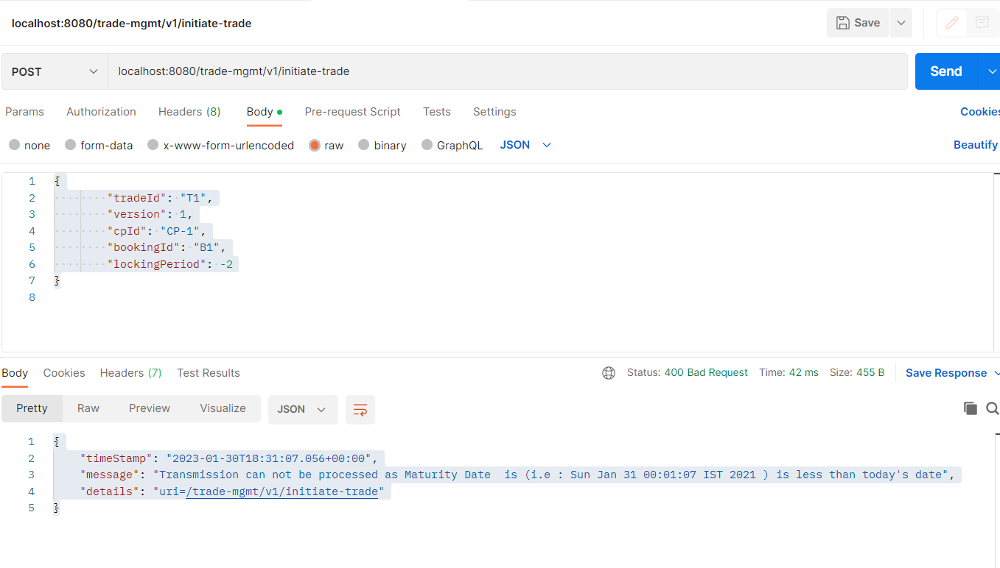 localhost:8080/trade-mgmt/v1/initiate-trade
Save
POST
localhost:8080/trade-mgmt/v1/initiate-trade
Send
Params Authorization Headers (8) Body Pre-request Script Tests Settings Cookies
none form-data x-www-form-urlencoded raw binary GraphQL JSON Beautify
1 {
2 "tradeId": "T1",
3 "version": 1,
4 "cpId": "CP-1",
5 "bookingId": "B1",
6 "lockingPeriod": -2
7 }
8
Body Cookies Headers (7) Test Results Status: 400 Bad Request Time: 42 ms Size: 455 B Save Response
Pretty Raw Preview Visualize JSON
1 {
2 "timeStamp": "2023-01-30T18:31:07.056+00:00",
3 "message": "Transmission can not be processed as Maturity Date  is (i.e : Sun Jan 31 00:01:07 IST 2021 ) is less than today's date",
4 "details": "uri=/trade-mgmt/v1/initiate-trade"
5 }